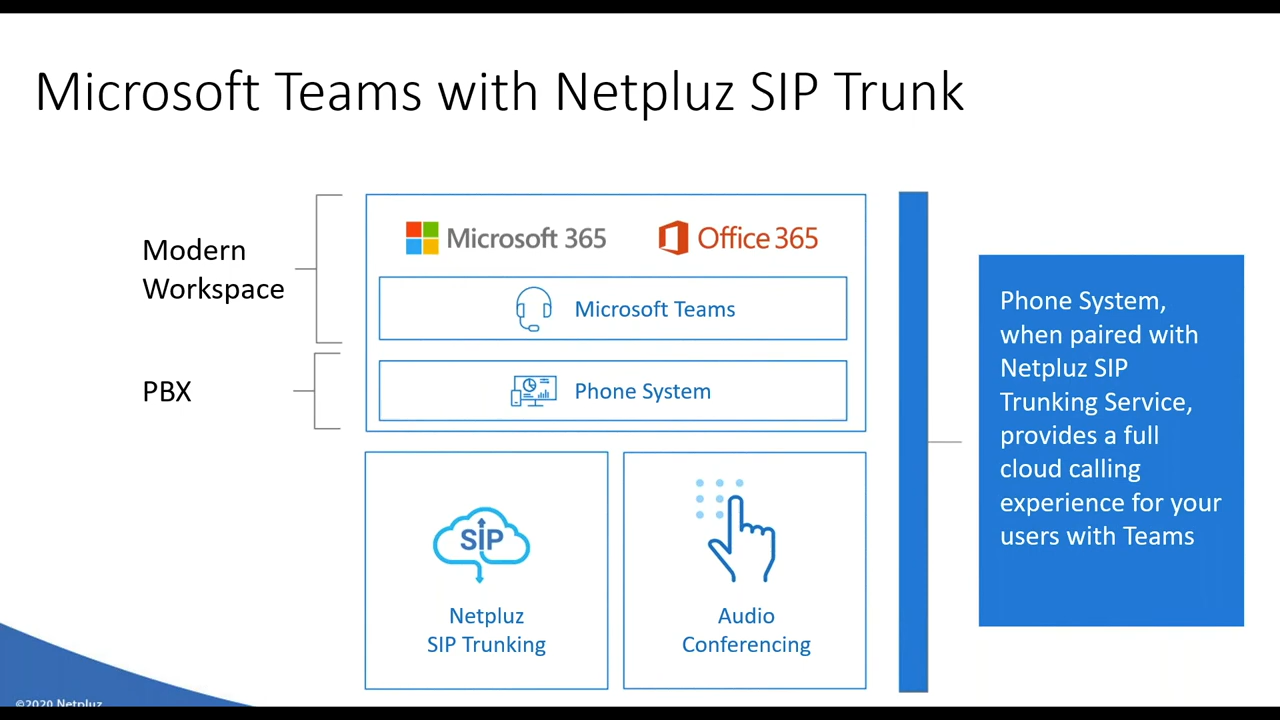 Microsoft Teams with Netpluz SIP Trunk
Modern
Workspace
PBX
Microsoft 365
Office 365
Microsoft Teams
Phone System
SIP
Netpluz
SIP Trunking
Audio
Conferencing
Phone System,
when paired with
Netpluz SIP
Trunking Service,
provides a full
cloud calling
experience for your
users with Teams
©2020 Netpluz